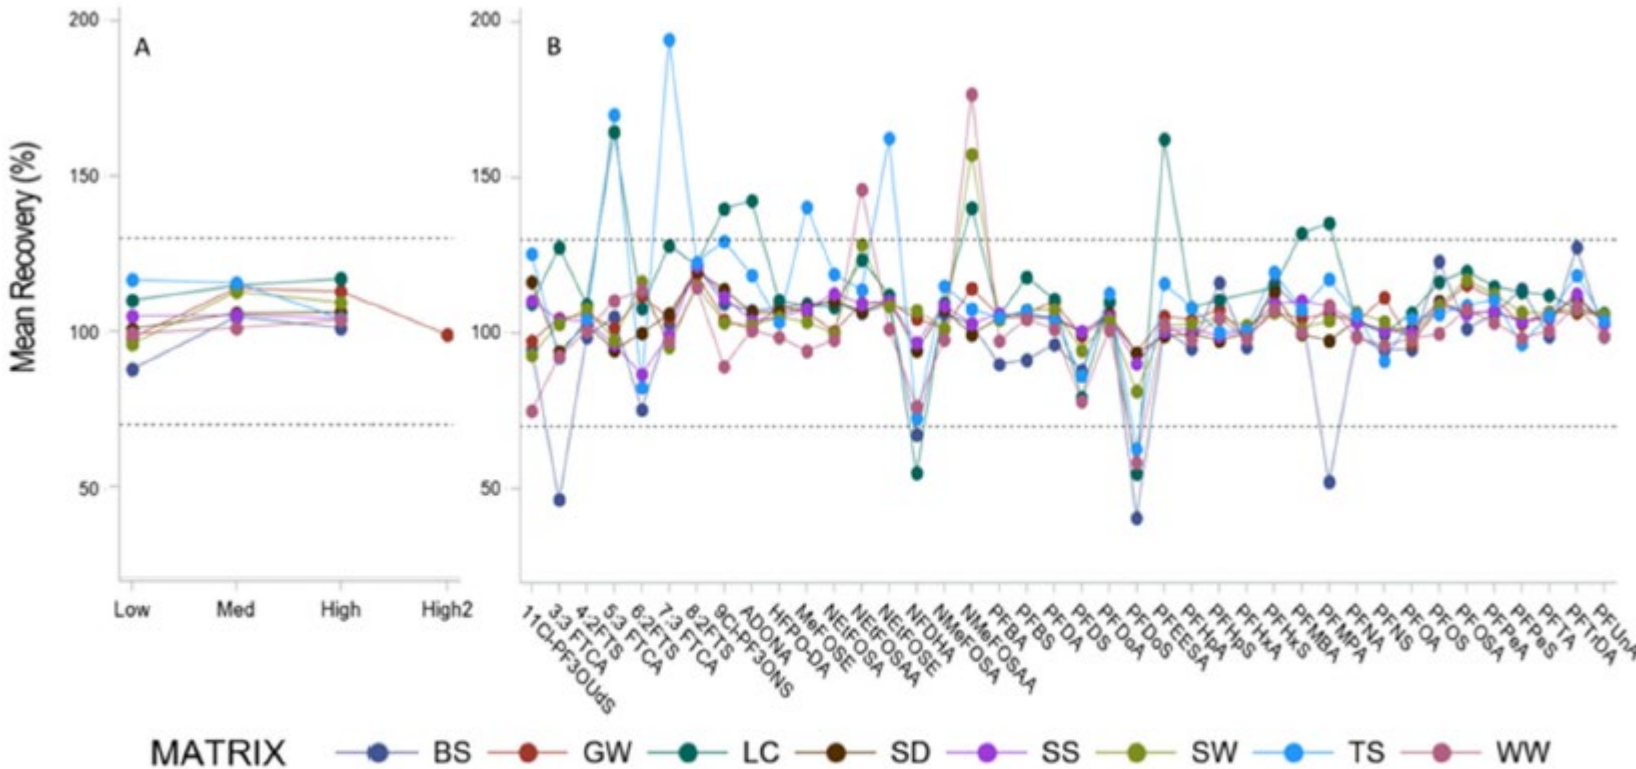 Mean Recovery (%)
200
150
100
50
A
Low
Med
High
High2
200
150
100
50
B
11Cl-PF3OUdS
3:3 FTCA
4:2FTS
5:3 FTCA
6:2FTS
7:3 FTCA
8:2FTS
9Cl-PF3ONS
ADONA
HFPO-DA
MeFOSE
NEtFOSA
NEtFOSAA
NEtFOSE
NFDHA
NMeFOSA
NMeFOSAA
PFBA
PFBS
PFDA
PFDS
PFDoA
PFDoS
PFEESA
PFHpA
PFHpS
PFHxA
PFHxS
PFMBA
PFMPA
PFNA
PFNS
PFOA
PFOS
PFOSA
PFPeA
PFPeS
PFTA
PFTrDA
PFUnA
MATRIX BS GW LC SD SS SW TS WW